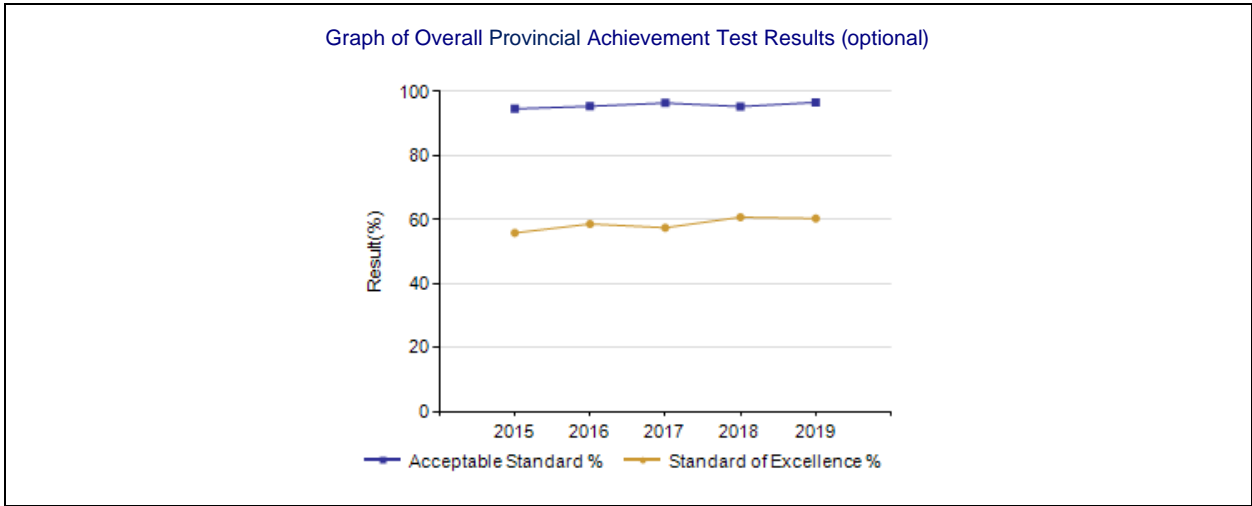 Graph of Overall Provincial Achievement Test Results (optional)
Result(%)
100
80
60
40
20
0
2015 2016 2017 2018 2019
Acceptable Standard % Standard of Excellence %